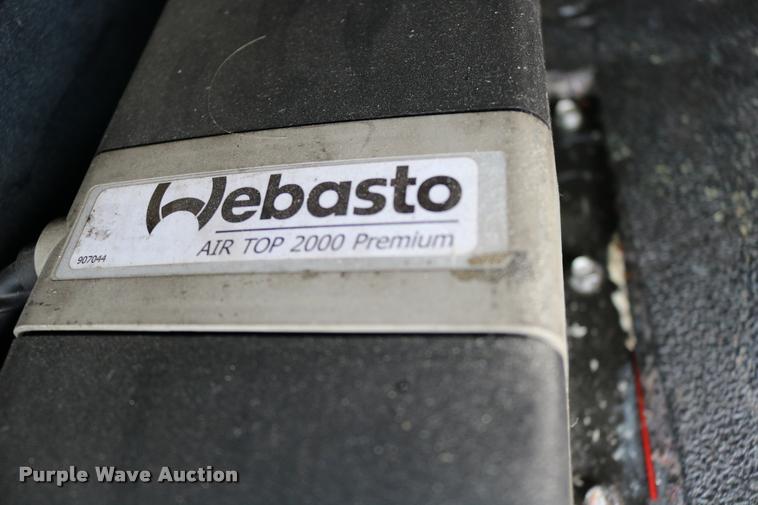 Webasto
AIR TOP 2000 Premium
907044
Purple Wave Auction